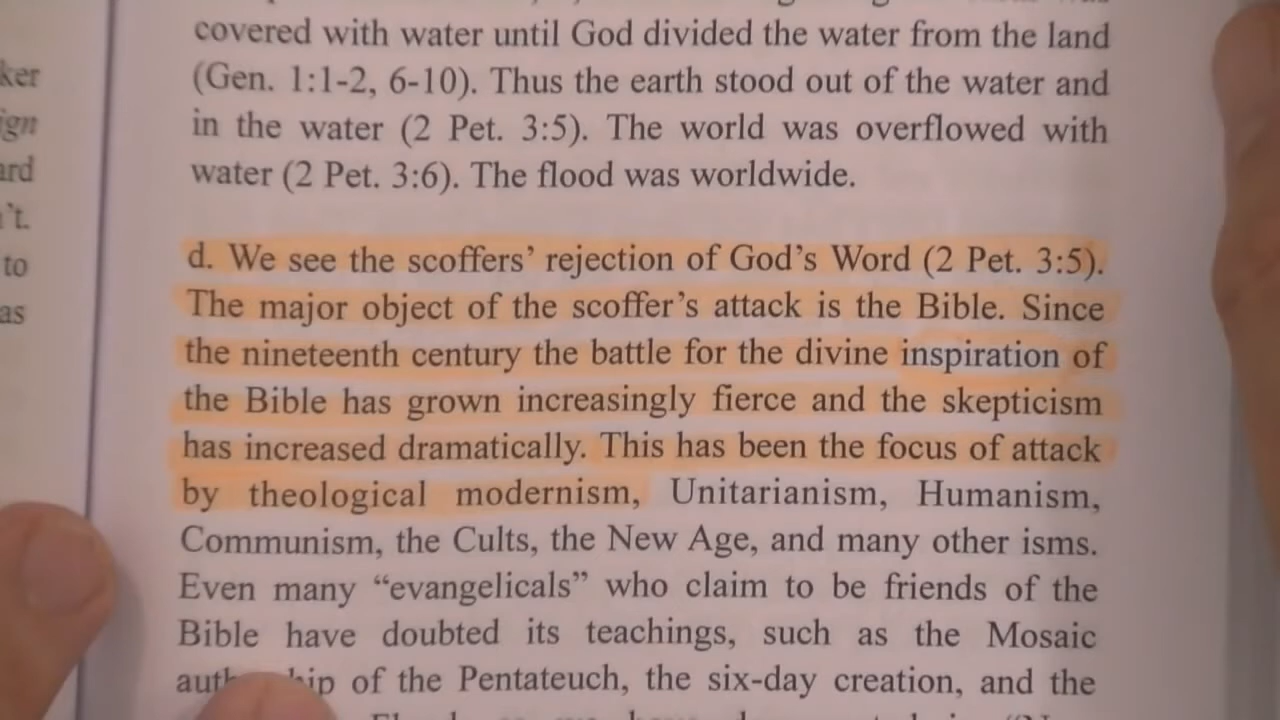 covered with water until God divided the water from the land
(Gen. 1:1-2, 6-10). Thus the earth stood out of the water and
in the water (2 Pet. 3:5). The world was overflowed with
water (2 Pet. 3:6). The flood was worldwide.
d. We see the scoffers’ rejection of God’s Word (2 Pet. 3:5).
The major object of the scoffer’s attack is the Bible. Since
the nineteenth century the battle for the divine inspiration of
the Bible has grown increasingly fierce and the skepticism
has increased dramatically. This has been the focus of attack
by theological modernism, Unitarianism, Humanism,
Communism, the Cults, the New Age, and many other isms.
Even many “evangelicals” who claim to be friends of the
Bible have doubted its teachings, such as the Mosaic
of the Pentateuch, the six-day creation, and the
to
as